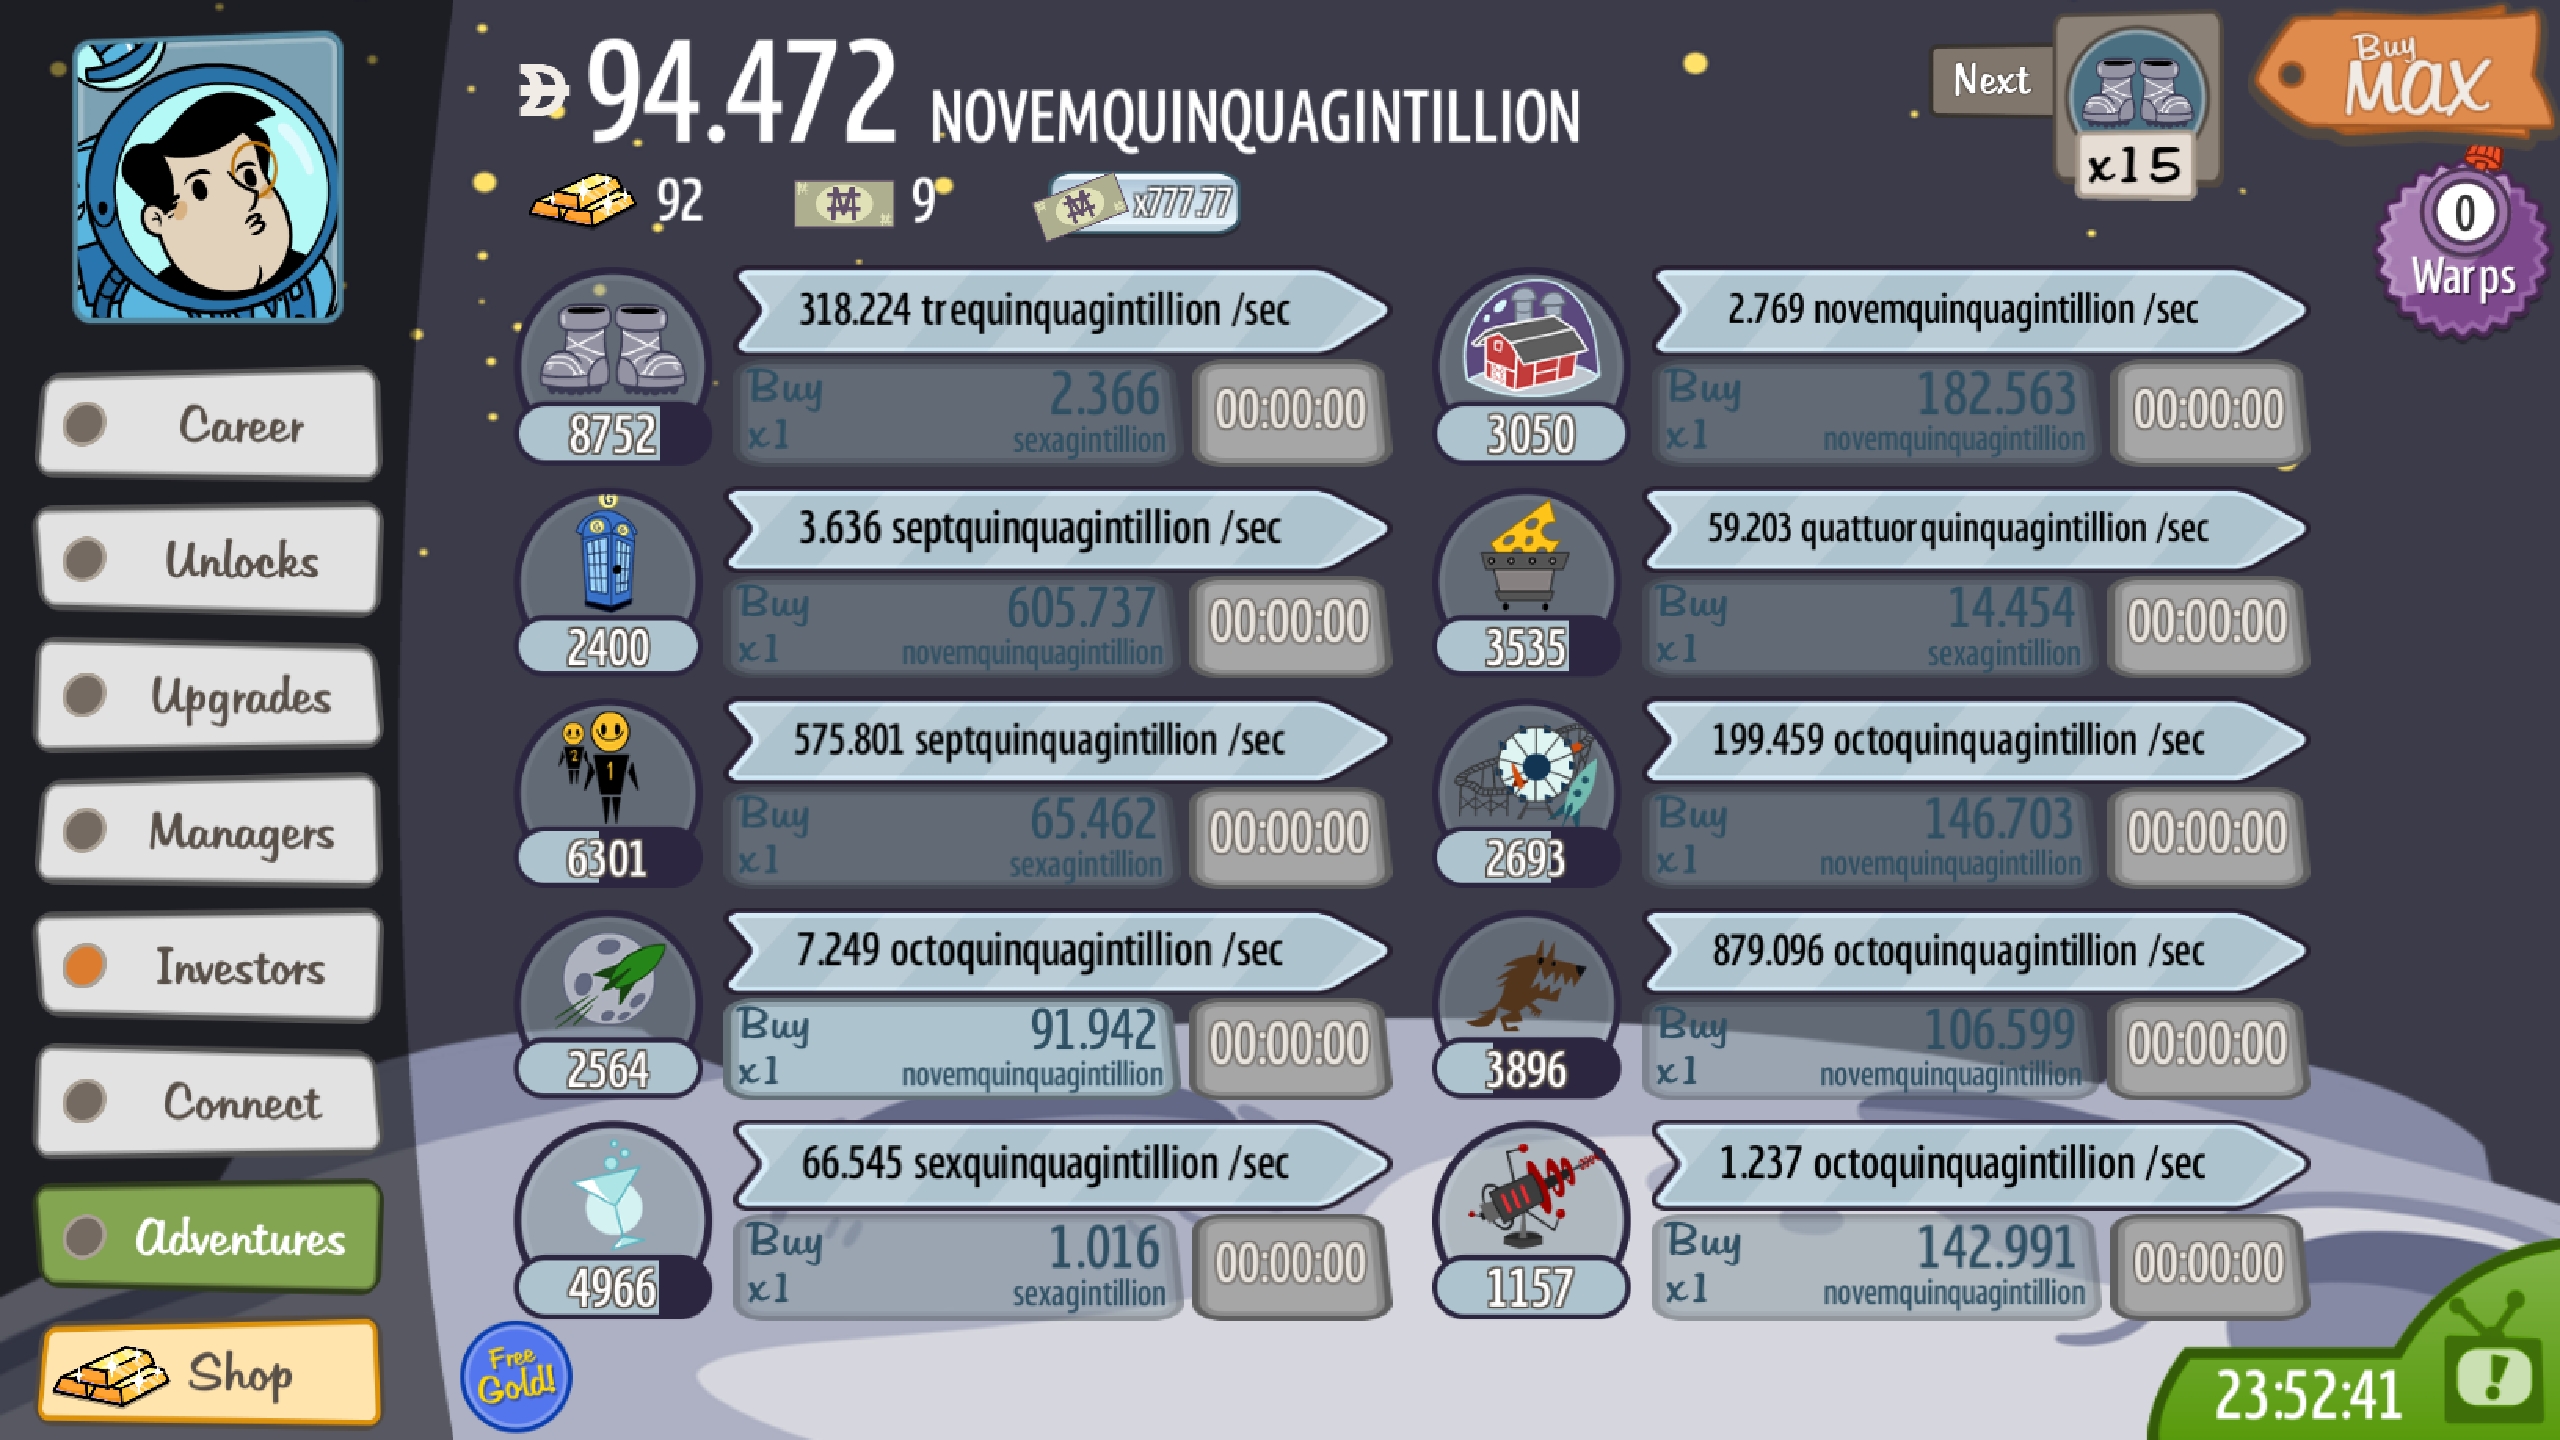 94.472 NOVEMQUINQUAGINTILLION
92
9
x777.77
Next
x15
Buy
MAX
0
Warps
Career
Unlocks
Upgrades
Managers
Investors
Connect
Adventures
Shop
318.224 trequinquagintillion /sec
Buy 2.366
x1 sexagintillion
00:00:00
8752
2.769 novemquinquagintillion /sec
Buy 182.563
x1 novemquinquagintillion
00:00:00
3050
3.636 septquinquagintillion /sec
Buy 605.737
x1 novemquinquagintillion
00:00:00
2400
59.203 quattuorquinquagintillion /sec
Buy 14.454
x1 sexagintillion
00:00:00
3535
575.801 septquinquagintillion /sec
Buy 65.462
x1 sexagintillion
00:00:00
2
1
6301
199.459 octoquinquagintillion /sec
Buy 146.703
x1 novemquinquagintillion
00:00:00
2693
7.249 octoquinquagintillion /sec
Buy 91.942
x1 novemquinquagintillion
00:00:00
2564
879.096 octoquinquagintillion /sec
Buy 106.599
x1 novemquinquagintillion
00:00:00
3896
66.545 sexquinquagintillion /sec
Buy 1.016
x1 sexagintillion
00:00:00
4966
1.237 octoquinquagintillion /sec
Buy 142.991
x1 novemquinquagintillion
00:00:00
1157
Free
Gold!
23:52:41
!